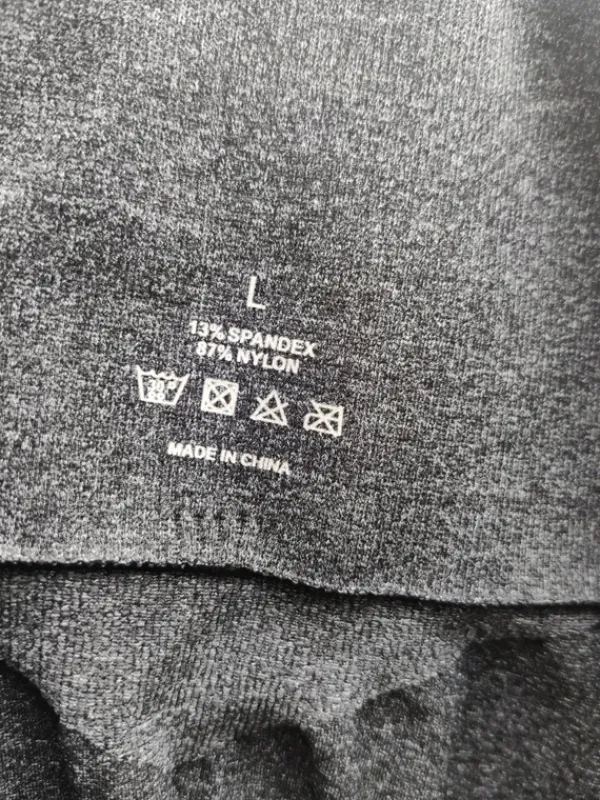 L
13% SPANDEX
87% NYLON
MADE IN CHINA